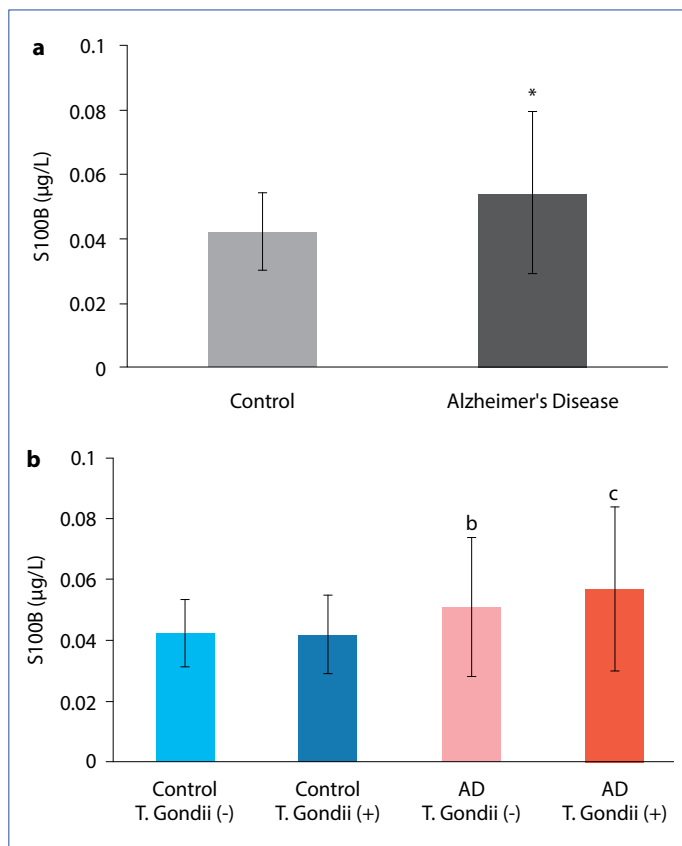 a
0.1
0.08
0.06
0.04
0.02
0
S100B (µg/L)
*
Control
Alzheimer's Disease
b
0.1
0.08
0.06
0.04
0.02
0
S100B (µg/L)
b
c
Control
T. Gondii (-)
Control
T. Gondii (+)
AD
T. Gondii (-)
AD
T. Gondii (+)